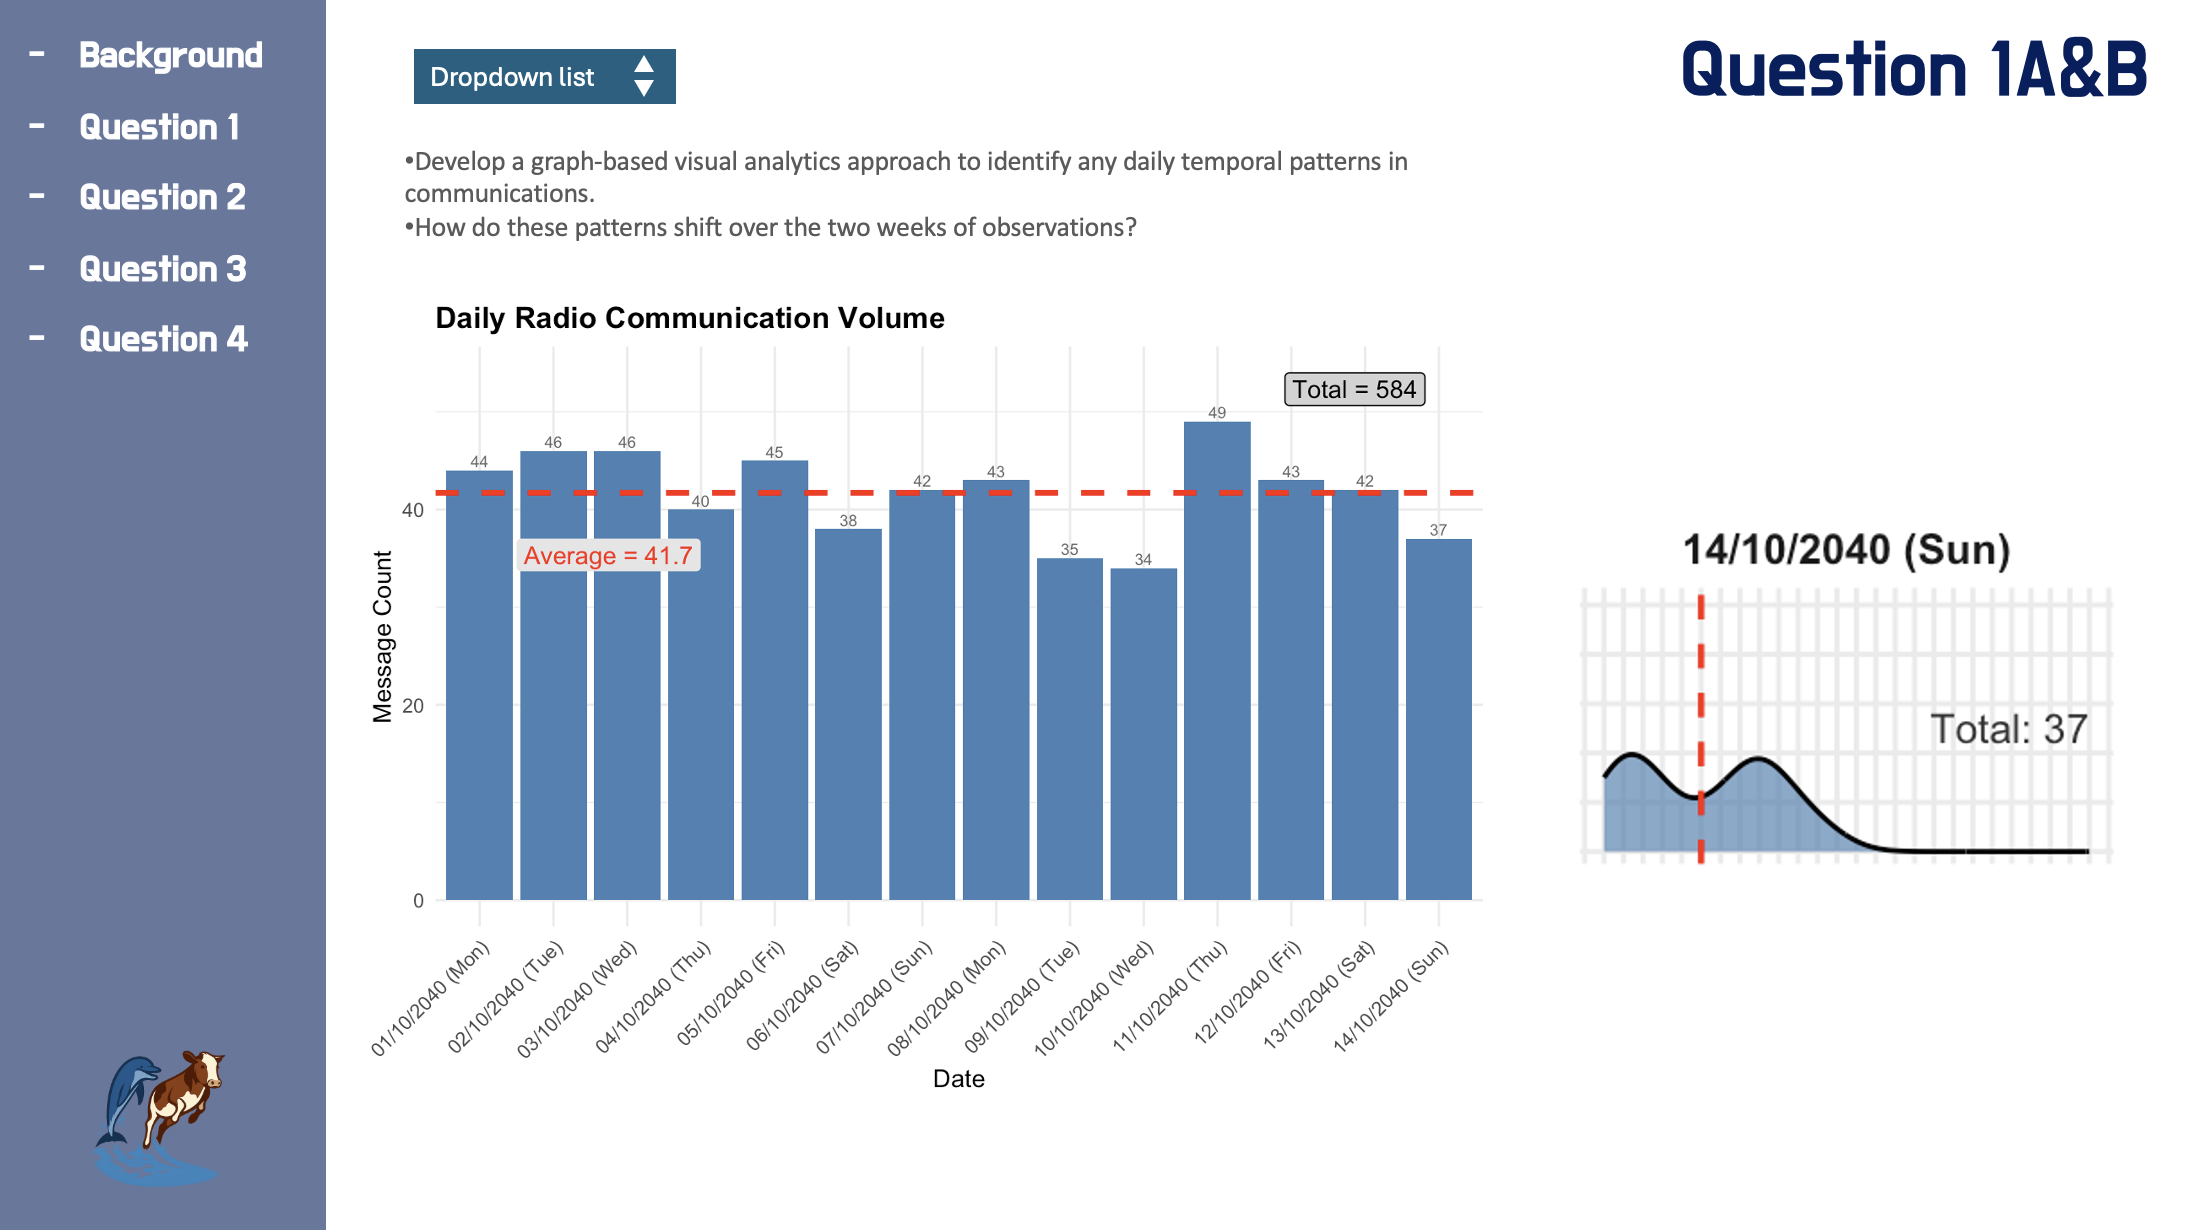 - Background
- Question 1
- Question 2
- Question 3
- Question 4
Dropdown list
Question 1A&B
•Develop a graph-based visual analytics approach to identify any daily temporal patterns in
communications.
•How do these patterns shift over the two weeks of observations?
Daily Radio Communication Volume
Total = 584
44
46
46
40
45
38
42
43
35
34
49
43
42
37
Average = 41.7
Message Count
40
20
0
01/10/2040 (Mon)
02/10/2040 (Tue)
03/10/2040 (Wed)
04/10/2040 (Thu)
05/10/2040 (Fri)
06/10/2040 (Sat)
07/10/2040 (Sun)
08/10/2040 (Mon)
09/10/2040 (Tue)
10/10/2040 (Wed)
11/10/2040 (Thu)
12/10/2040 (Fri)
13/10/2040 (Sat)
14/10/2040 (Sun)
Date
14/10/2040 (Sun)
Total: 37